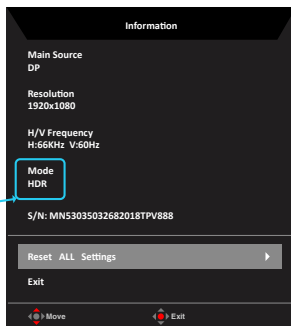 Information
Main Source
DP
Resolution
1920x1080
H/V Frequency
H:66KHz V:60Hz
Mode
HDR
S/N: MN53035032682018TPV888
Reset ALL Settings
Exit
Move
Exit